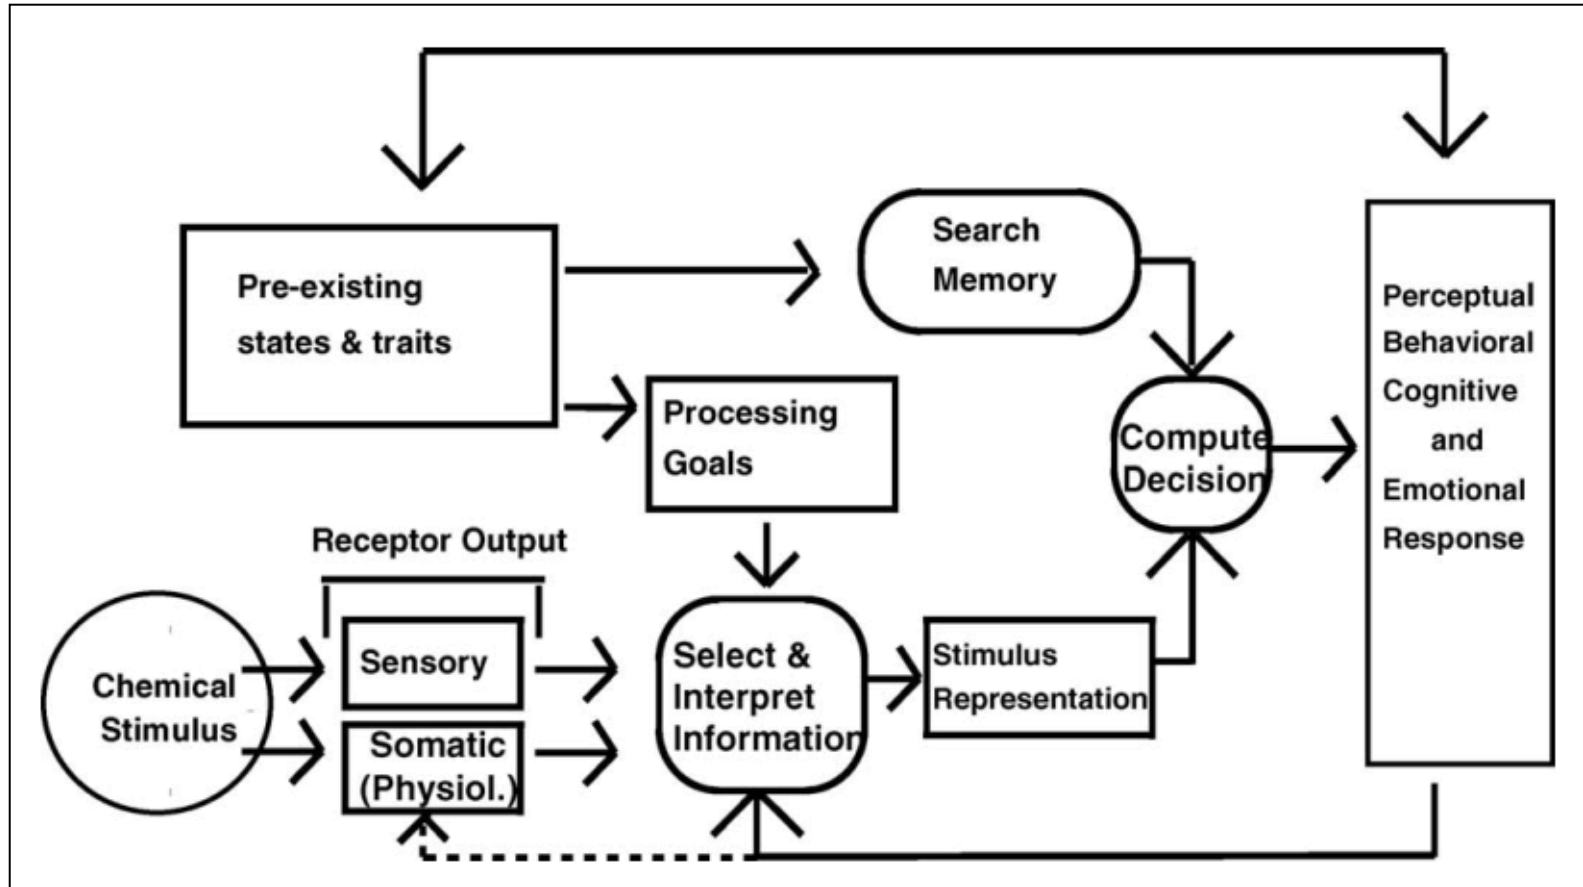 Pre-existing
states & traits
Search
Memory
Processing
Goals
Receptor Output
Chemical
Stimulus
Sensory
Somatic
(Physiol.)
Select &
Interpret
Information
Stimulus
Representation
Compute
Decision
Perceptual
Behavioral
Cognitive
and
Emotional
Response